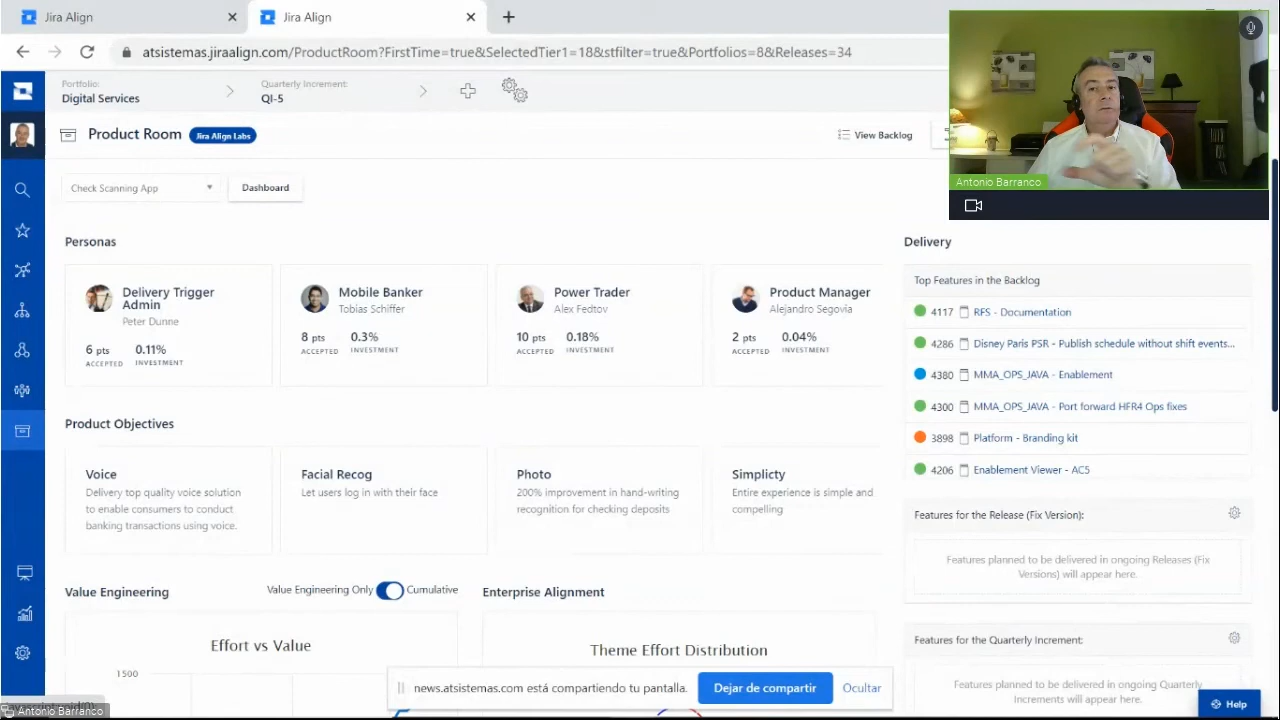 Jira Align
Jira Align
atsistemas.jiraalign.com/ProductRoom?FirstTime=true&SelectedTier1=18&stfilter=true&Portfolios=8&Releases=34
Portfolio:
Digital Services
Quarterly Increment:
QI-5
Product Room
Jira Align Labs
View Backlog
Antonio Barranco
Check Scanning App
Dashboard
Personas
Delivery Trigger
Admin
Peter Dunne
6 pts
ACCEPTED
0.11%
INVESTMENT
Mobile Banker
Tobias Schiffer
8 pts
ACCEPTED
0.3%
INVESTMENT
Power Trader
Alex Fedtov
10 pts
ACCEPTED
0.18%
INVESTMENT
Product Manager
Alejandro Segovia
2 pts
ACCEPTED
0.04%
INVESTMENT
Product Objectives
Voice
Delivery top quality voice solution
to enable consumers to conduct
banking transactions using voice.
Facial Recog
Let users log in with their face
Photo
200% improvement in hand-writing
recognition for checking deposits
Simplicty
Entire experience is simple and
compelling
Value Engineering
Value Engineering Only
Cumulative
Effort vs Value
1500
Enterprise Alignment
Theme Effort Distribution
Delivery
Top Features in the Backlog
4117 RFS - Documentation
4286 Disney Paris PSR - Publish schedule without shift events...
4380 MMA_OPS_JAVA - Enablement
4300 MMA_OPS_JAVA - Port forward HFR4 Ops fixes
3898 Platform - Branding kit
4206 Enablement Viewer - AC5
Features for the Release (Fix Version):
Features planned to be delivered in ongoing Releases (Fix
Versions) will appear here.
Features for the Quarterly Increment:
Features planned to be delivered in ongoing Quarterly
Increments will appear here.
news.atsistemas.com está compartiendo tu pantalla.
Dejar de compartir
Ocultar
Help
Antonio Barranco